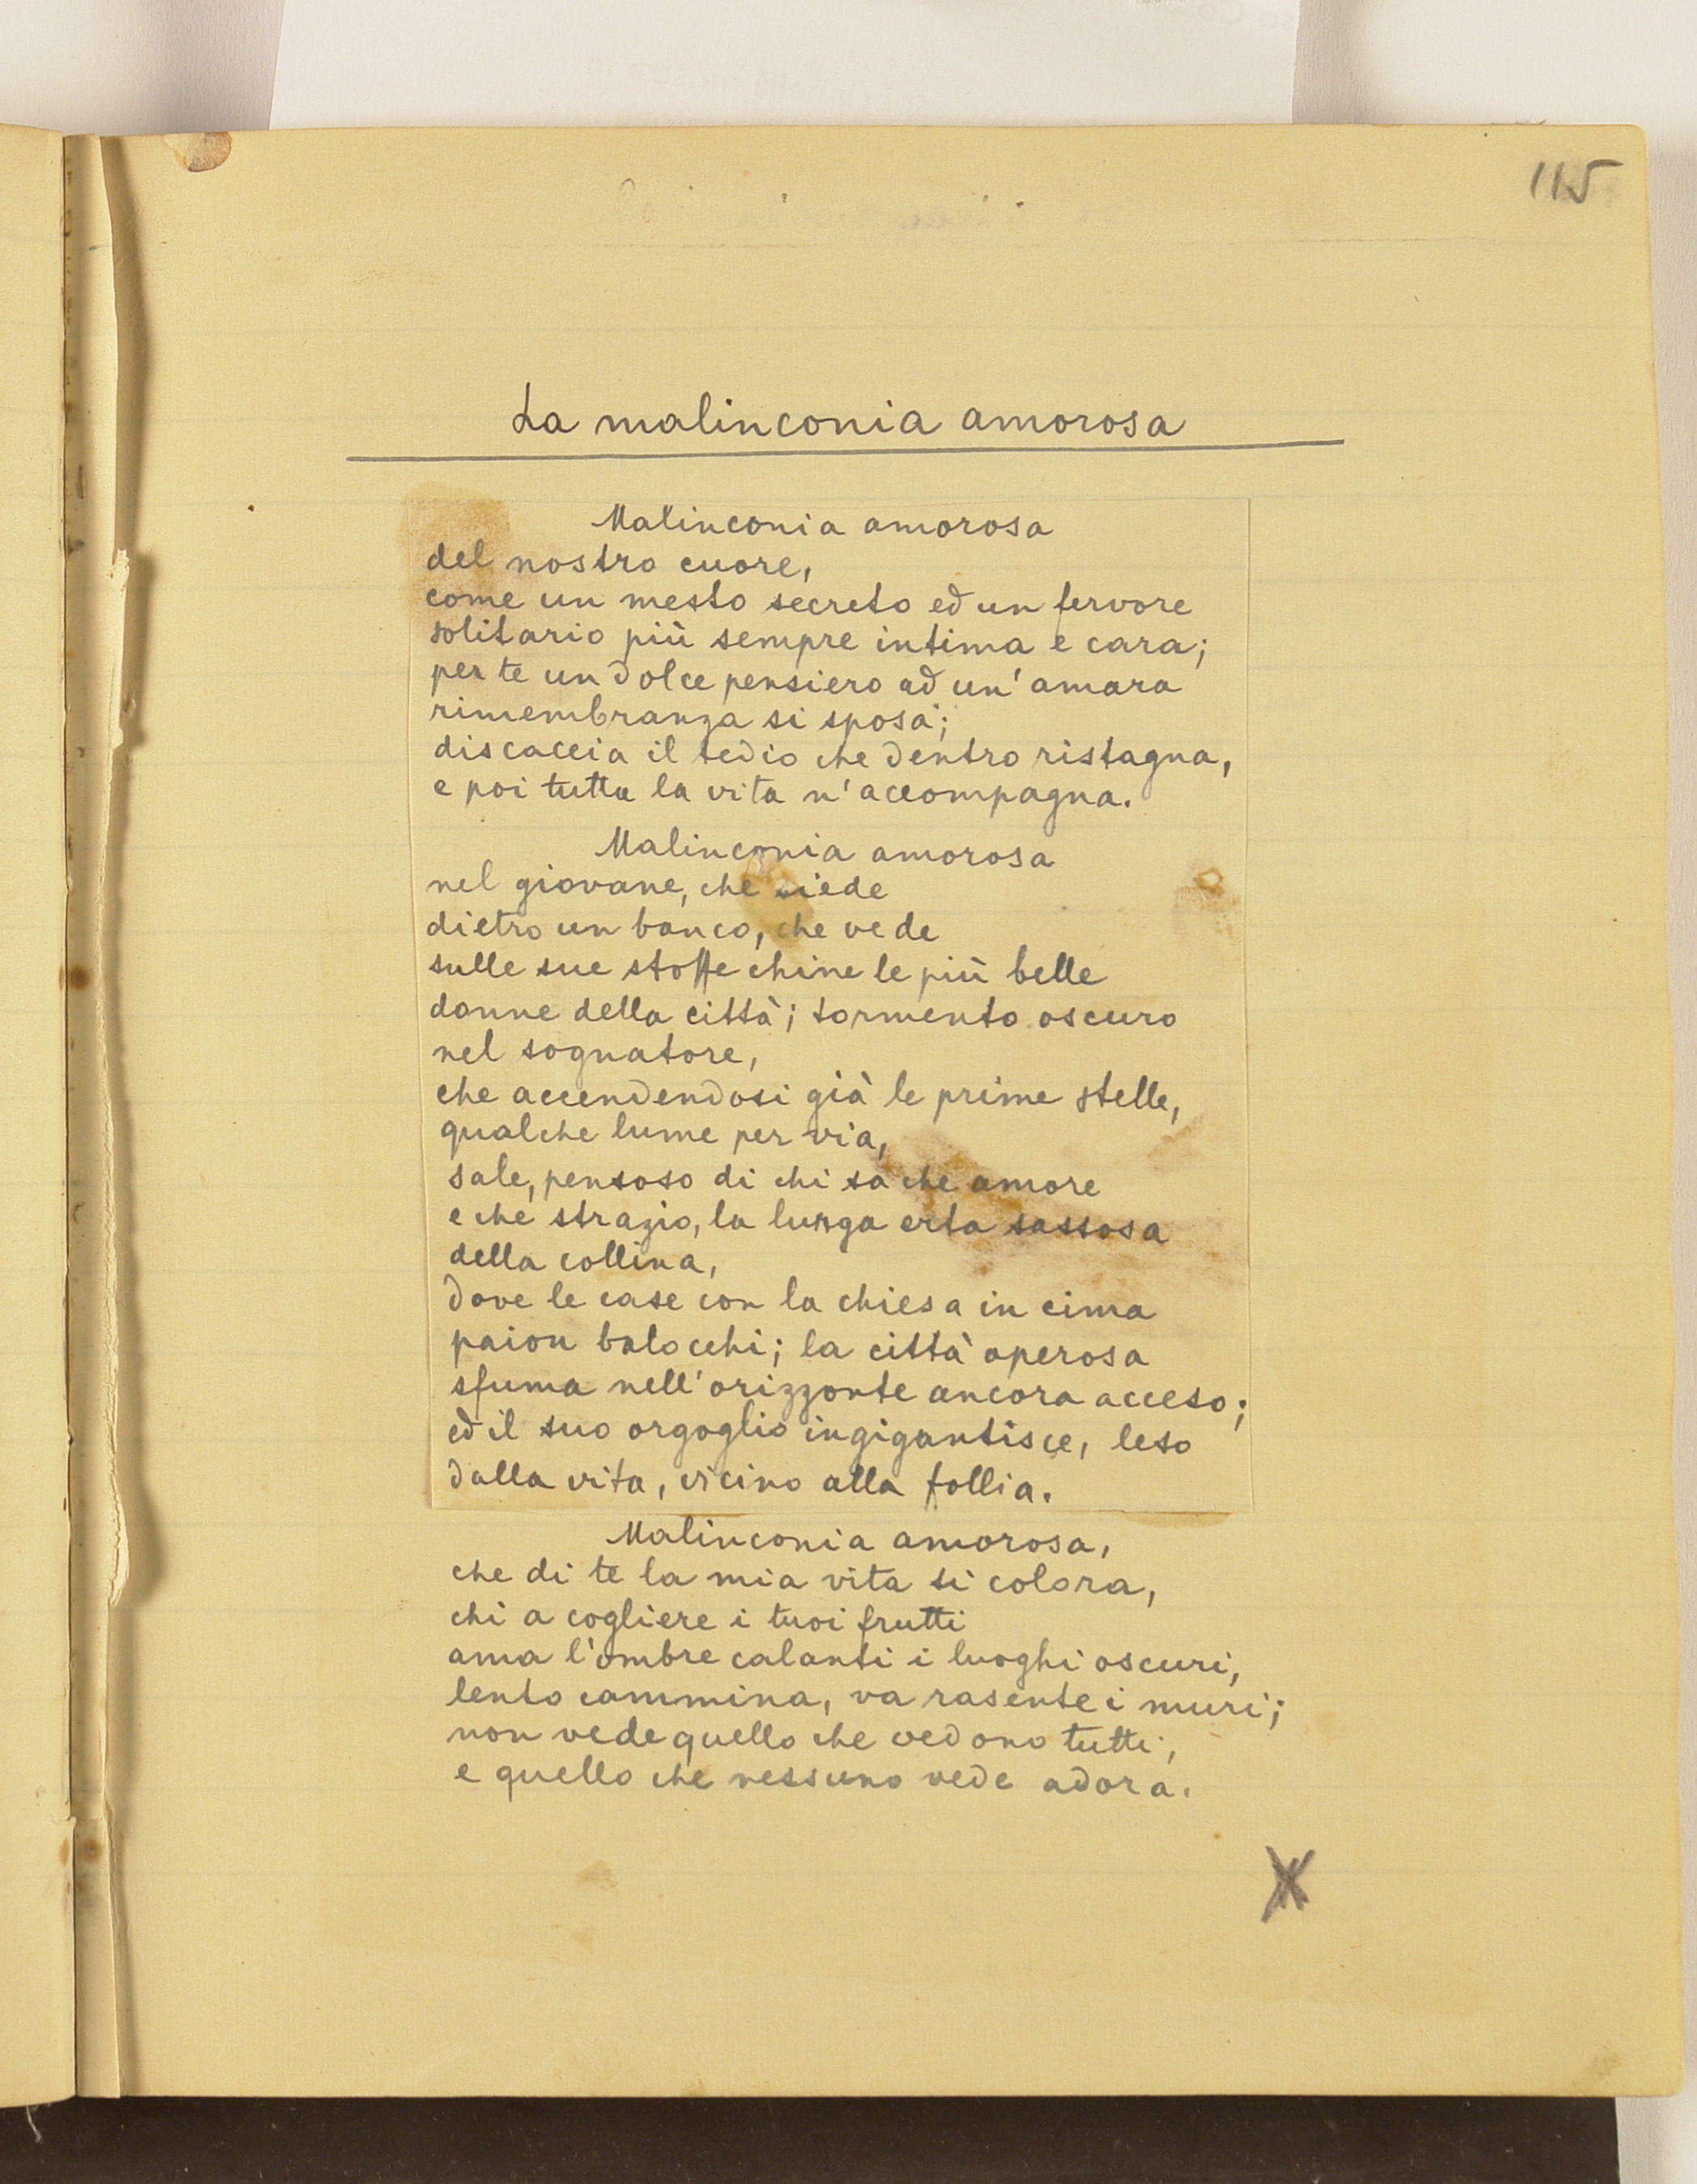 115
La malinconia amorosa
Malinconia amorosa
del nostro cuore,
come un mesto secreto ed un fervore
solitario più sempre intima e cara;
per te un dolce pensiero ad un' amara
rimembranza si sposa;
discaccia il tedio che dentro ristagna,
e poi tutta la vita n'accompagna.
Malinconia amorosa
nel giovane, che siede
dietro un banco, che vede
sulle sue stoffe chine le più belle
donne della città; tormento oscuro
nel sognatore,
che accendendosi già le prime stelle,
qualche lume per via,
sale, pensoso di chi sa che amore
e che strazio, la lunga erta sassosa
della collina,
dove le case con la chiesa in cima
paion balocchi; la città operosa
sfuma nell'orizzonte ancora acceso;
ed il suo orgoglio ingigantisce, leso
dalla vita, vicino alla follia.
Malinconia amorosa,
che di te la mia vita si colora,
chi a cogliere i tuoi frutti
ama l'ombre calanti i luoghi oscuri,
lento cammina, va rasente i muri;
non vede quello che vedono tutti,
e quello che nessuno vede adora.